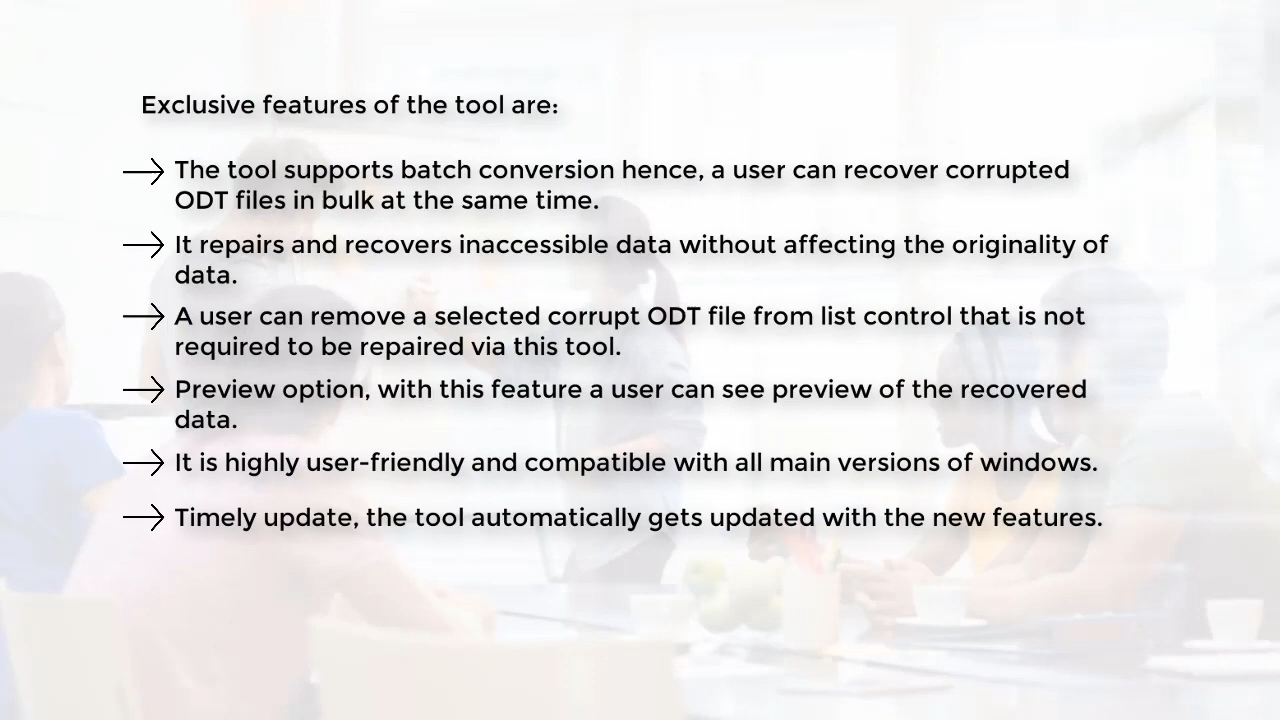 Exclusive features of the tool are:
The tool supports batch conversion hence, a user can recover corrupted
ODT files in bulk at the same time.
It repairs and recovers inaccessible data without affecting the originality of
data.
A user can remove a selected corrupt ODT file from list control that is not
required to be repaired via this tool.
Preview option, with this feature a user can see preview of the recovered
data.
It is highly user-friendly and compatible with all main versions of windows.
Timely update, the tool automatically gets updated with the new features.